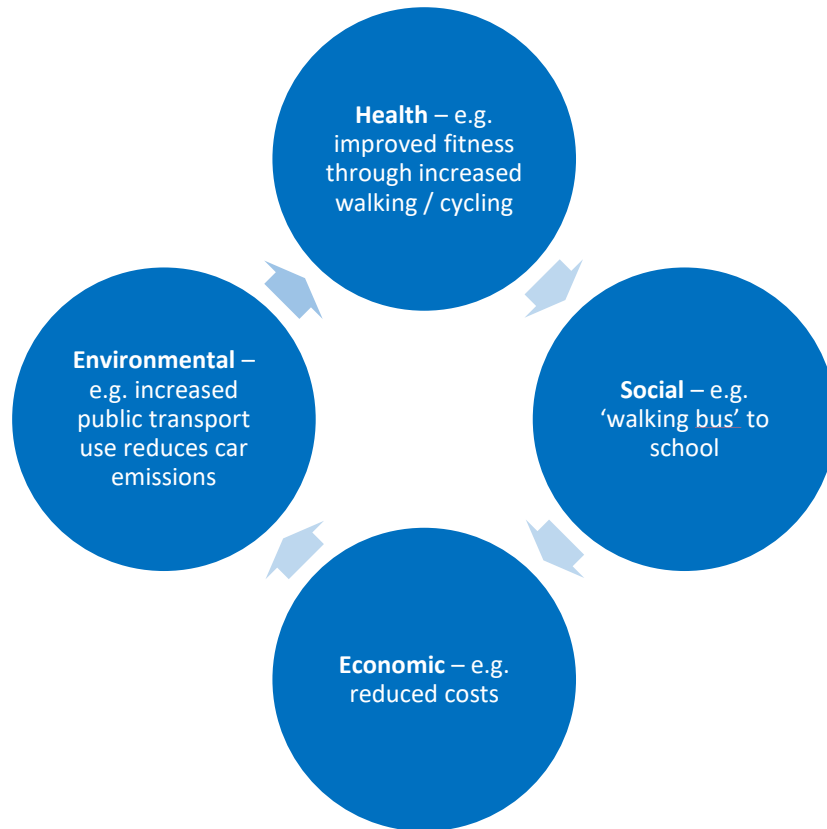 Health – e.g.
improved fitness
through increased
walking / cycling
Environmental –
e.g. increased
public transport
use reduces car
emissions
Social – e.g.
‘walking bus’ to
school
Economic – e.g.
reduced costs